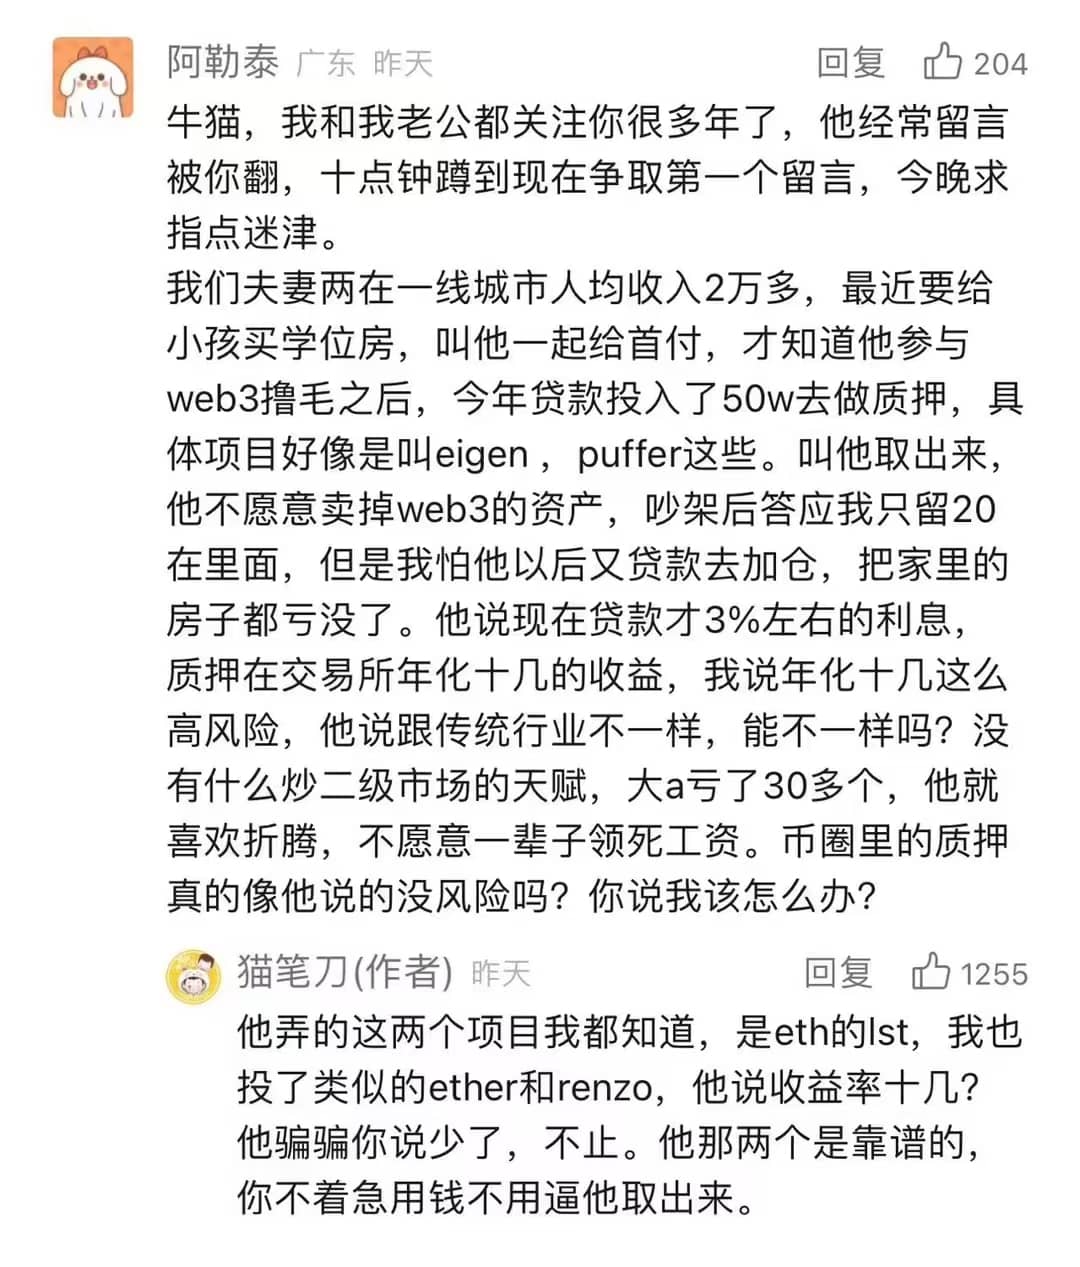 阿勒泰 广东 昨天 回复 204
牛猫，我和我老公都关注你很多年了，他经常留言
被你翻，十点钟蹲到现在争取第一个留言，今晚求
指点迷津。
我们夫妻两在一线城市人均收入2万多，最近要给
小孩买学位房，叫他一起给首付，才知道他参与
web3撸毛之后，今年贷款投入了50w去做质押，具
体项目好像是叫eigen ，puffer这些。叫他取出来，
他不愿意卖掉web3的资产，吵架后答应我只留20
在里面，但是我怕他以后又贷款去加仓，把家里的
房子都亏没了。他说现在贷款才3%左右的利息，
质押在交易所年化十几的收益，我说年化十几这么
高风险，他说跟传统行业不一样，能不一样吗？没
有什么炒二级市场的天赋，大a亏了30多个，他就
喜欢折腾，不愿意一辈子领死工资。币圈里的质押
真的像他说的没风险吗？你说我该怎么办？
猫笔刀(作者) 昨天 回复 1255
他弄的这两个项目我都知道，是eth的lst，我也
投了类似的ether和renzo，他说收益率十几？
他骗骗你说少了，不止。他那两个是靠谱的，
你不着急用钱不用逼他取出来。